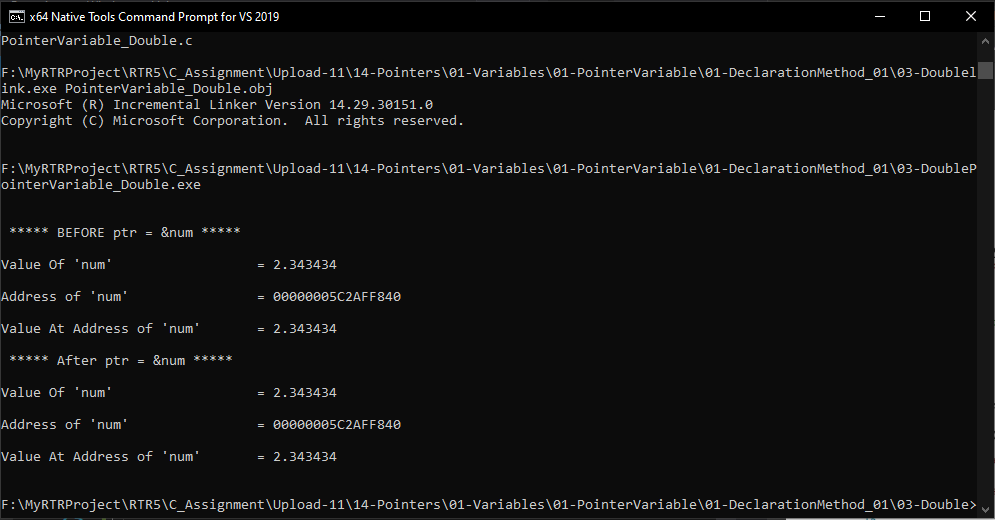 x64 Native Tools Command Prompt for VS 2019
PointerVariable_Double.c
F:\MyRTRProject\RTR5\C_Assignment\Upload-11\14-Pointers\01-Variables\01-PointerVariable\01-DeclarationMethod_01\03-Double>l
ink.exe PointerVariable_Double.obj
Microsoft (R) Incremental Linker Version 14.29.30151.0
Copyright (C) Microsoft Corporation.  All rights reserved.
F:\MyRTRProject\RTR5\C_Assignment\Upload-11\14-Pointers\01-Variables\01-PointerVariable\01-DeclarationMethod_01\03-Double>P
ointerVariable_Double.exe
 ***** BEFORE ptr = &num *****
Value Of 'num'                  = 2.343434
Address of 'num'                = 00000005C2AFF840
Value At Address of 'num'       = 2.343434
 ***** After ptr = &num *****
Value Of 'num'                  = 2.343434
Address of 'num'                = 00000005C2AFF840
Value At Address of 'num'       = 2.343434
F:\MyRTRProject\RTR5\C_Assignment\Upload-11\14-Pointers\01-Variables\01-PointerVariable\01-DeclarationMethod_01\03-Double>